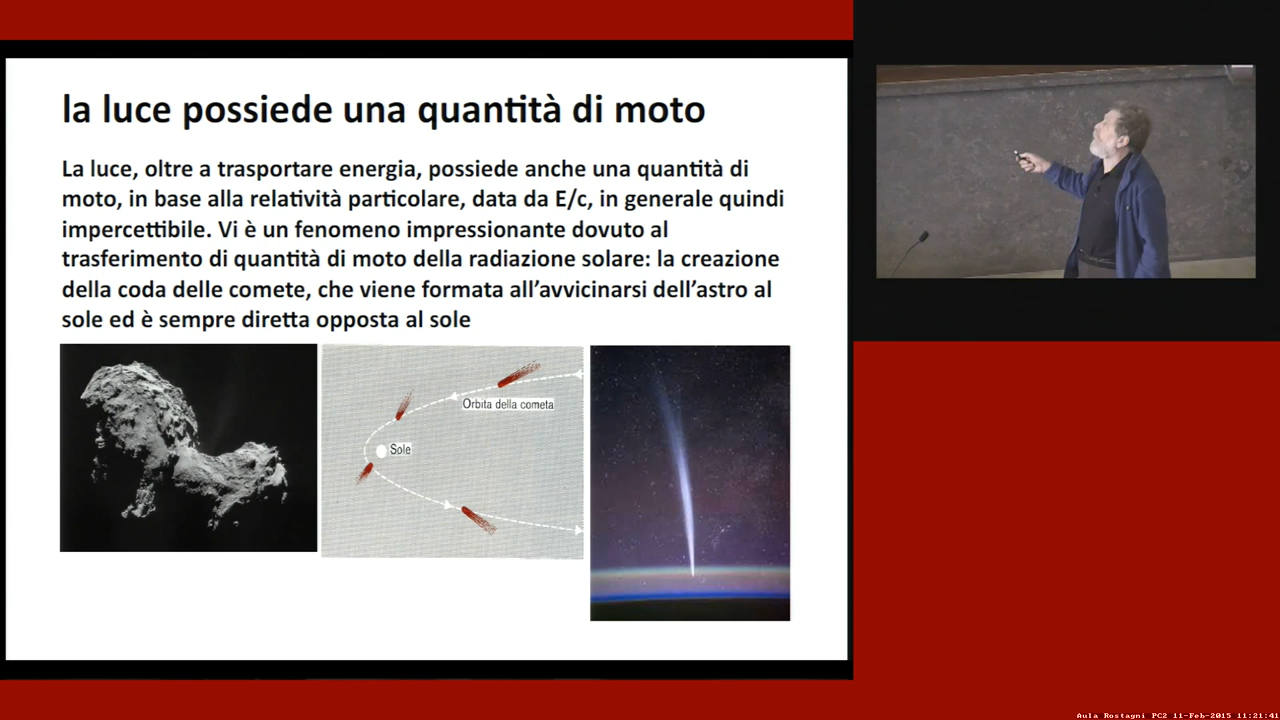 la luce possiede una quantità di moto
La luce, oltre a trasportare energia, possiede anche una quantità di
moto, in base alla relatività particolare, data da E/c, in generale quindi
impercettibile. Vi è un fenomeno impressionante dovuto al
trasferimento di quantità di moto della radiazione solare: la creazione
della coda delle comete, che viene formata all’avvicinarsi dell’astro al
sole ed è sempre diretta opposta al sole
Orbita della cometa
Sole
Aula Rostagni PC2 11-Feb-2015 11:21:41